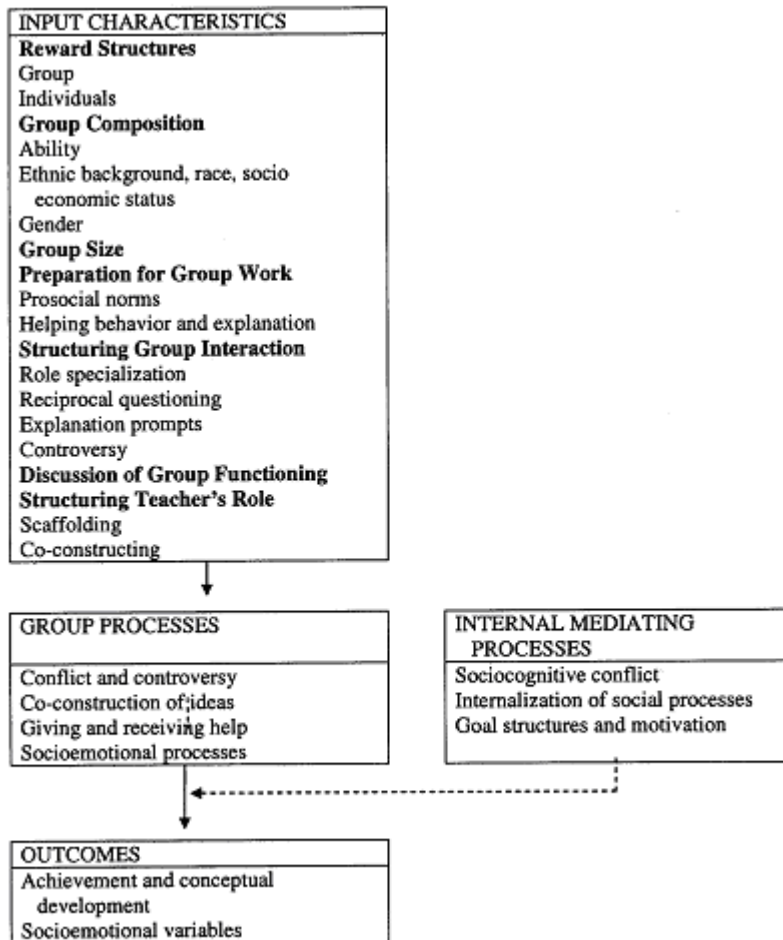 INPUT CHARACTERISTICS
Reward Structures
Group
Individuals
Group Composition
Ability
Ethnic background, race, socio
economic status
Gender
Group Size
Preparation for Group Work
Prosocial norms
Helping behavior and explanation
Structuring Group Interaction
Role specialization
Reciprocal questioning
Explanation prompts
Controversy
Discussion of Group Functioning
Structuring Teacher's Role
Scaffolding
Co-constructing
GROUP PROCESSES
Conflict and controversy
Co-construction of ideas
Giving and receiving help
Socioemotional processes
INTERNAL MEDIATING
PROCESSES
Sociocognitive conflict
Internalization of social processes
Goal structures and motivation
OUTCOMES
Achievement and conceptual
development
Socioemotional variables